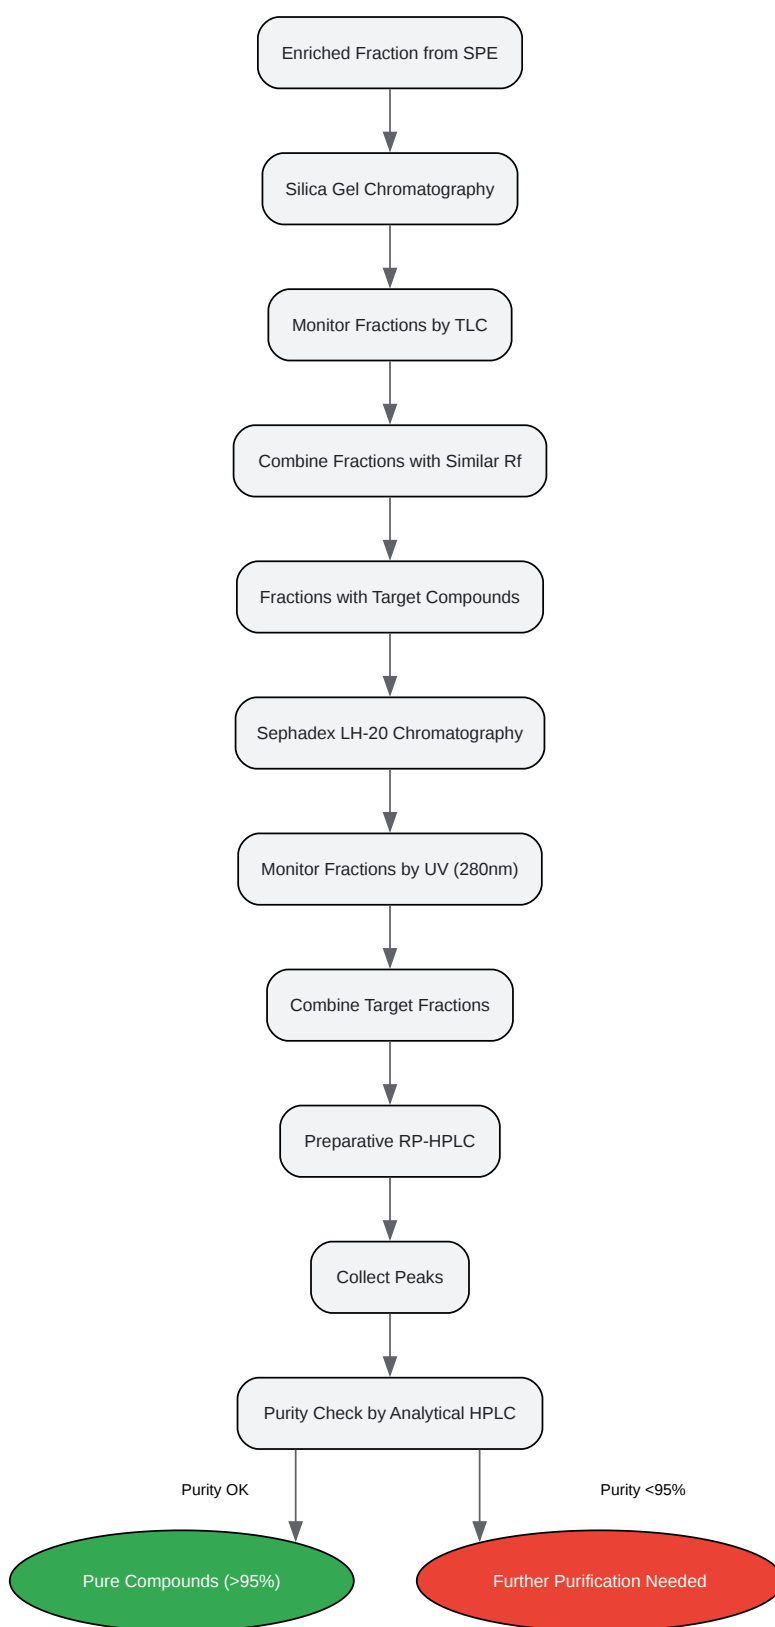 Enriched Fraction from SPE
Silica Gel Chromatography
Monitor Fractions by TLC
Combine Fractions with Similar Rf
Fractions with Target Compounds
Sephadex LH-20 Chromatography
Monitor Fractions by UV (280nm)
Combine Target Fractions
Preparative RP-HPLC
Collect Peaks
Purity Check by Analytical HPLC
Purity OK
Purity <95%
Pure Compounds (>95%)
Further Purification Needed